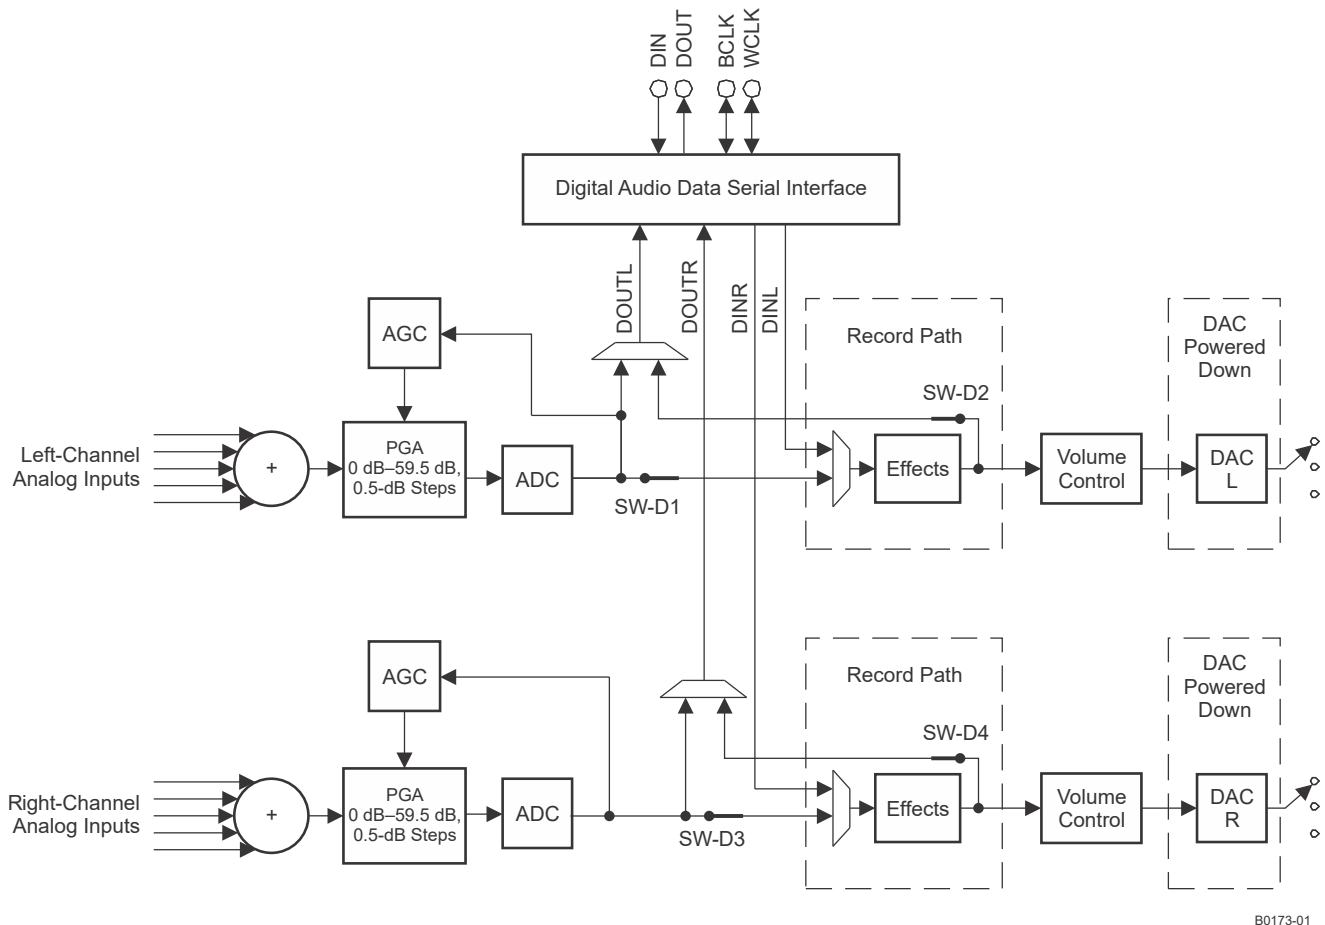 DIN
DOUT
BCLK
WCLK
Digital Audio Data Serial Interface
DOUTL
DOUTR
DINR
DINL
AGC
Record Path
DAC
Powered
Down
SW-D2
Left-Channel
Analog Inputs
+
PGA
0 dB–59.5 dB,
0.5-dB Steps
ADC
SW-D1
Effects
Volume
Control
DAC
L
AGC
Record Path
DAC
Powered
Down
SW-D4
Right-Channel
Analog Inputs
+
PGA
0 dB–59.5 dB,
0.5-dB Steps
ADC
SW-D3
Effects
Volume
Control
DAC
R
B0173-01